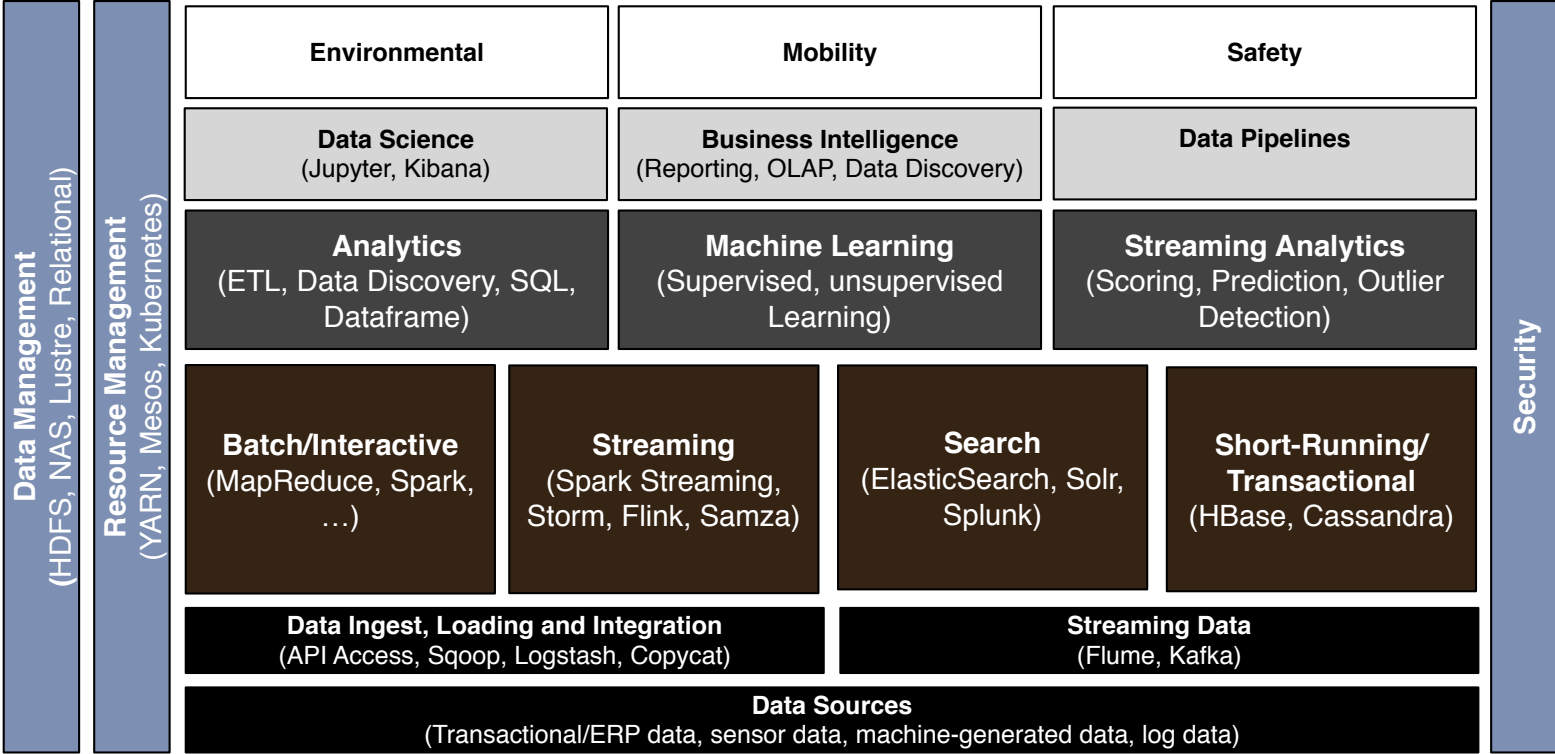 Data Management
(HDFS, NAS, Lustre, Relational)
Resource Management
(YARN, Mesos, Kubernetes)
Environmental
Mobility
Safety
Data Science
(Jupyter, Kibana)
Business Intelligence
(Reporting, OLAP, Data Discovery)
Data Pipelines
Analytics
(ETL, Data Discovery, SQL,
Dataframe)
Machine Learning
(Supervised, unsupervised
Learning)
Streaming Analytics
(Scoring, Prediction, Outlier
Detection)
Batch/Interactive
(MapReduce, Spark,
…)
Streaming
(Spark Streaming,
Storm, Flink, Samza)
Search
(ElasticSearch, Solr,
Splunk)
Short-Running/
Transactional
(HBase, Cassandra)
Data Ingest, Loading and Integration
(API Access, Sqoop, Logstash, Copycat)
Streaming Data
(Flume, Kafka)
Data Sources
(Transactional/ERP data, sensor data, machine-generated data, log data)
Security